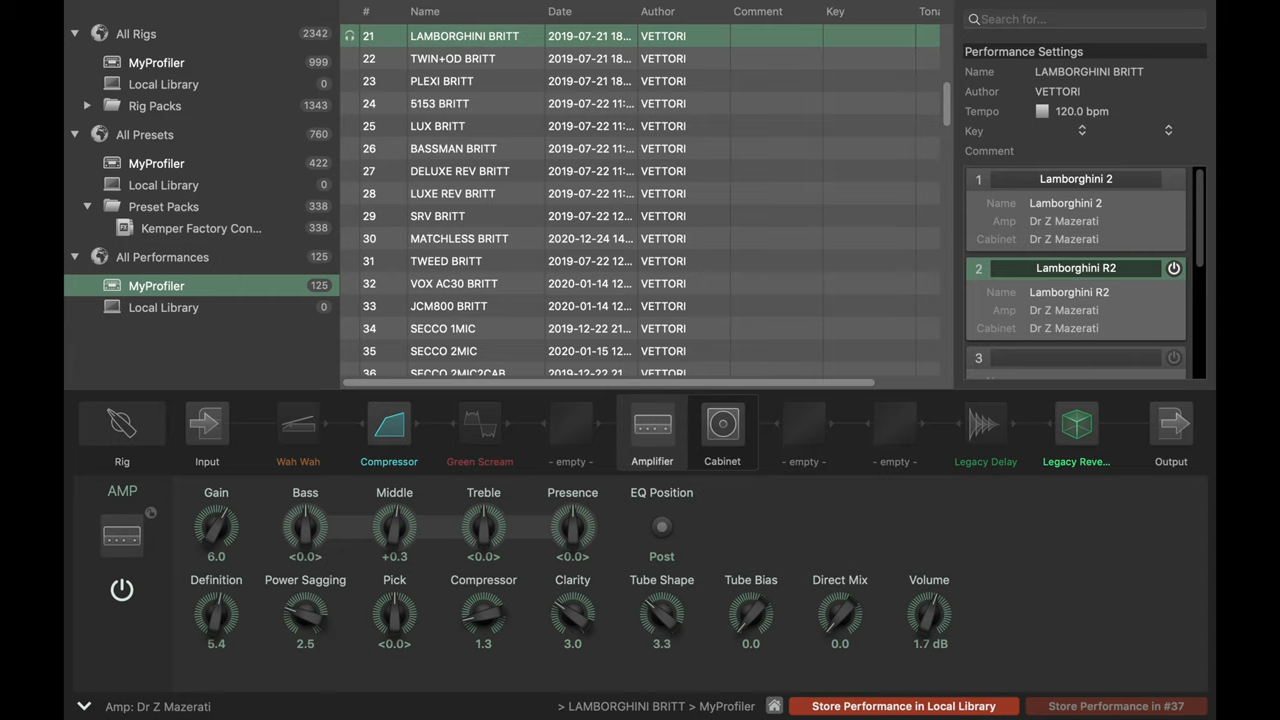 # Name Date Author Comment Key Tona
All Rigs 2342
MyProfiler 999
Local Library 0
Rig Packs 1343
All Presets 760
MyProfiler 422
Local Library 0
Preset Packs 338
Kemper Factory Con... 338
All Performances 125
MyProfiler 125
Local Library 0
21 LAMBORGHINI BRITT 2019-07-21 18... VETTORI
22 TWIN+OD BRITT 2019-07-21 18... VETTORI
23 PLEXI BRITT 2019-07-21 18... VETTORI
24 5153 BRITT 2019-07-22 11:... VETTORI
25 LUX BRITT 2019-07-22 11:... VETTORI
26 BASSMAN BRITT 2019-07-22 11:... VETTORI
27 DELUXE REV BRITT 2019-07-22 11:... VETTORI
28 LUXE REV BRITT 2019-07-22 11:... VETTORI
29 SRV BRITT 2019-07-22 12... VETTORI
30 MATCHLESS BRITT 2020-12-24 14... VETTORI
31 TWEED BRITT 2019-07-22 12... VETTORI
32 VOX AC30 BRITT 2020-01-14 12... VETTORI
33 JCM800 BRITT 2020-01-14 12... VETTORI
34 SECCO 1MIC 2019-12-22 21... VETTORI
35 SECCO 2MIC 2020-01-15 12... VETTORI
36 SECCO 2MIC2CAB 2019-12-22 21... VETTORI
Search for...
Performance Settings
Name LAMBORGHINI BRITT
Author VETTORI
Tempo 120.0 bpm
Key
Comment
1 Lamborghini 2
Name Lamborghini 2
Amp Dr Z Mazerati
Cabinet Dr Z Mazerati
2 Lamborghini R2
Name Lamborghini R2
Amp Dr Z Mazerati
Cabinet Dr Z Mazerati
3
Rig Input Wah Wah Compressor Green Scream - empty - Amplifier Cabinet - empty - - empty - Legacy Delay Legacy Reve... Output
AMP
Gain Bass Middle Treble Presence EQ Position
6.0 <0.0> +0.3 <0.0> <0.0> Post
Definition Power Sagging Pick Compressor Clarity Tube Shape Tube Bias Direct Mix Volume
5.4 2.5 <0.0> 1.3 3.0 3.3 0.0 0.0 1.7 dB
Amp: Dr Z Mazerati > LAMBORGHINI BRITT > MyProfiler Store Performance in Local Library Store Performance in #37